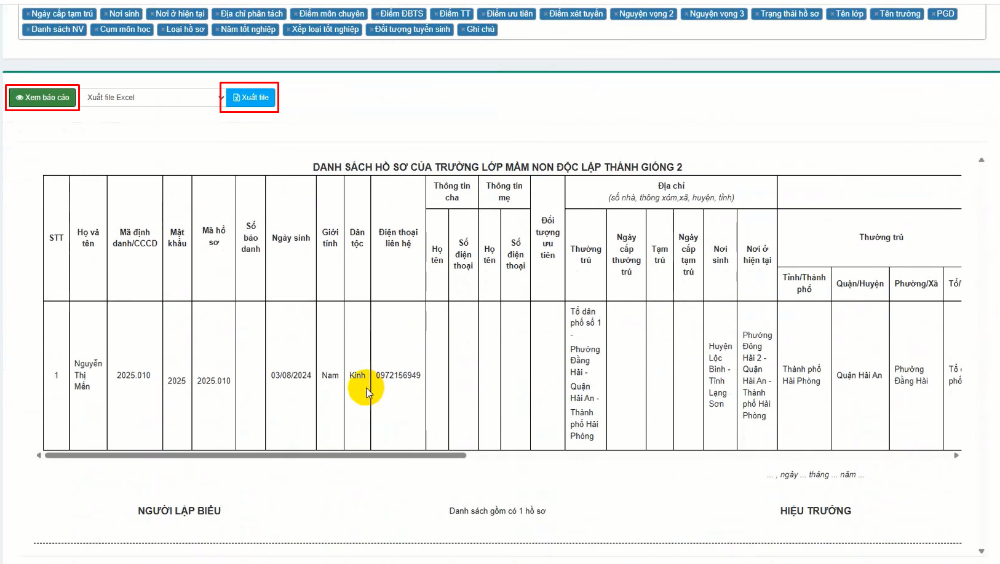 × Ngày cấp tạm trú × Nơi sinh × Nơi ở hiện tại × Địa chỉ phân tách × Điểm môn chuyên × Điểm ĐBTS × Điểm TT × Điểm ưu tiên × Điểm xét tuyển × Nguyện vọng 2 × Nguyện vọng 3 × Trạng thái hồ sơ × Tên lớp × Tên trường × PGD
× Danh sách NV × Cụm môn học × Loại hồ sơ × Năm tốt nghiệp × Xếp loại tốt nghiệp × Đối tượng tuyển sinh × Ghi chú
Xem báo cáo Xuất file Excel Xuất file
DANH SÁCH HỒ SƠ CỦA TRƯỜNG LỚP MẦM NON ĐỘC LẬP THÁNH GIÓNG 2
STT
Họ và
tên
Mã định
danh/CCCD
Mật
khẩu
Mã hồ
sơ
Số
báo
danh
Ngày sinh
Giới
tính
Dân
tộc
Điện thoại
liên hệ
Thông tin
cha
Họ
tên
Số
điện
thoại
Thông tin
mẹ
Họ
tên
Số
điện
thoại
Đối
tượng
ưu
tiên
Địa chỉ
(số nhà, thông xóm,xã, huyện, tỉnh)
Thường
trú
Ngày
cấp
thường
trú
Tạm
trú
Ngày
cấp
tạm
trú
Nơi
sinh
Nơi ở
hiện tại
Thường trú
Tỉnh/Thành
phố
Quận/Huyện
Phường/Xã
Tổ/
1
Nguyễn
Thị
Mến
2025.010
2025
2025.010
03/08/2024
Nam
Kinh
0972156949
Tổ dân
phố số 1
-
Phường
Đằng
Hải -
Quận
Hải An -
Thành
phố Hải
Phòng
Huyện
Lộc
Bình -
Tỉnh
Lạng
Sơn
Phường
Đông
Hải 2 -
Quận
Hải An -
Thành
phố Hải
Phòng
Thành phố
Hải Phòng
Quận Hải An
Phường
Đằng Hải
Tổ
phố
... , ngày ... tháng ... năm ...
NGƯỜI LẬP BIỂU
Danh sách gồm có 1 hồ sơ
HIỆU TRƯỞNG